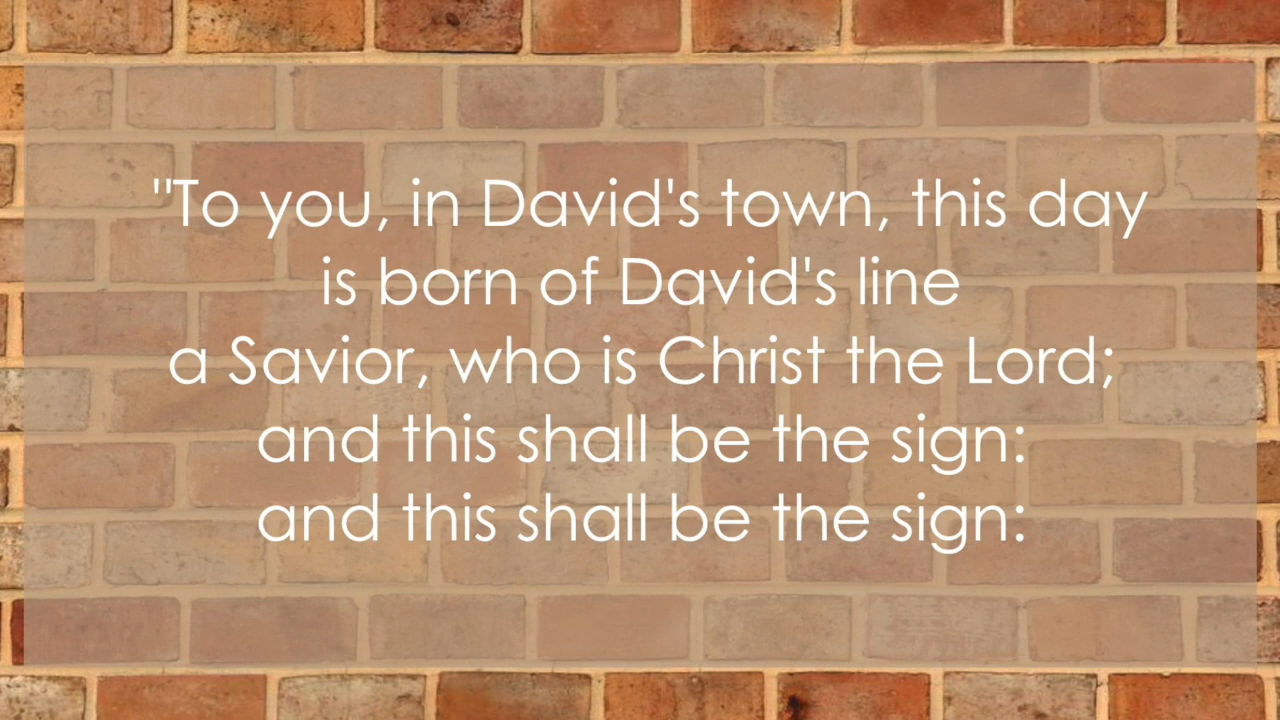 "To you, in David's town, this day
is born of David's line
a Savior, who is Christ the Lord;
and this shall be the sign:
and this shall be the sign: